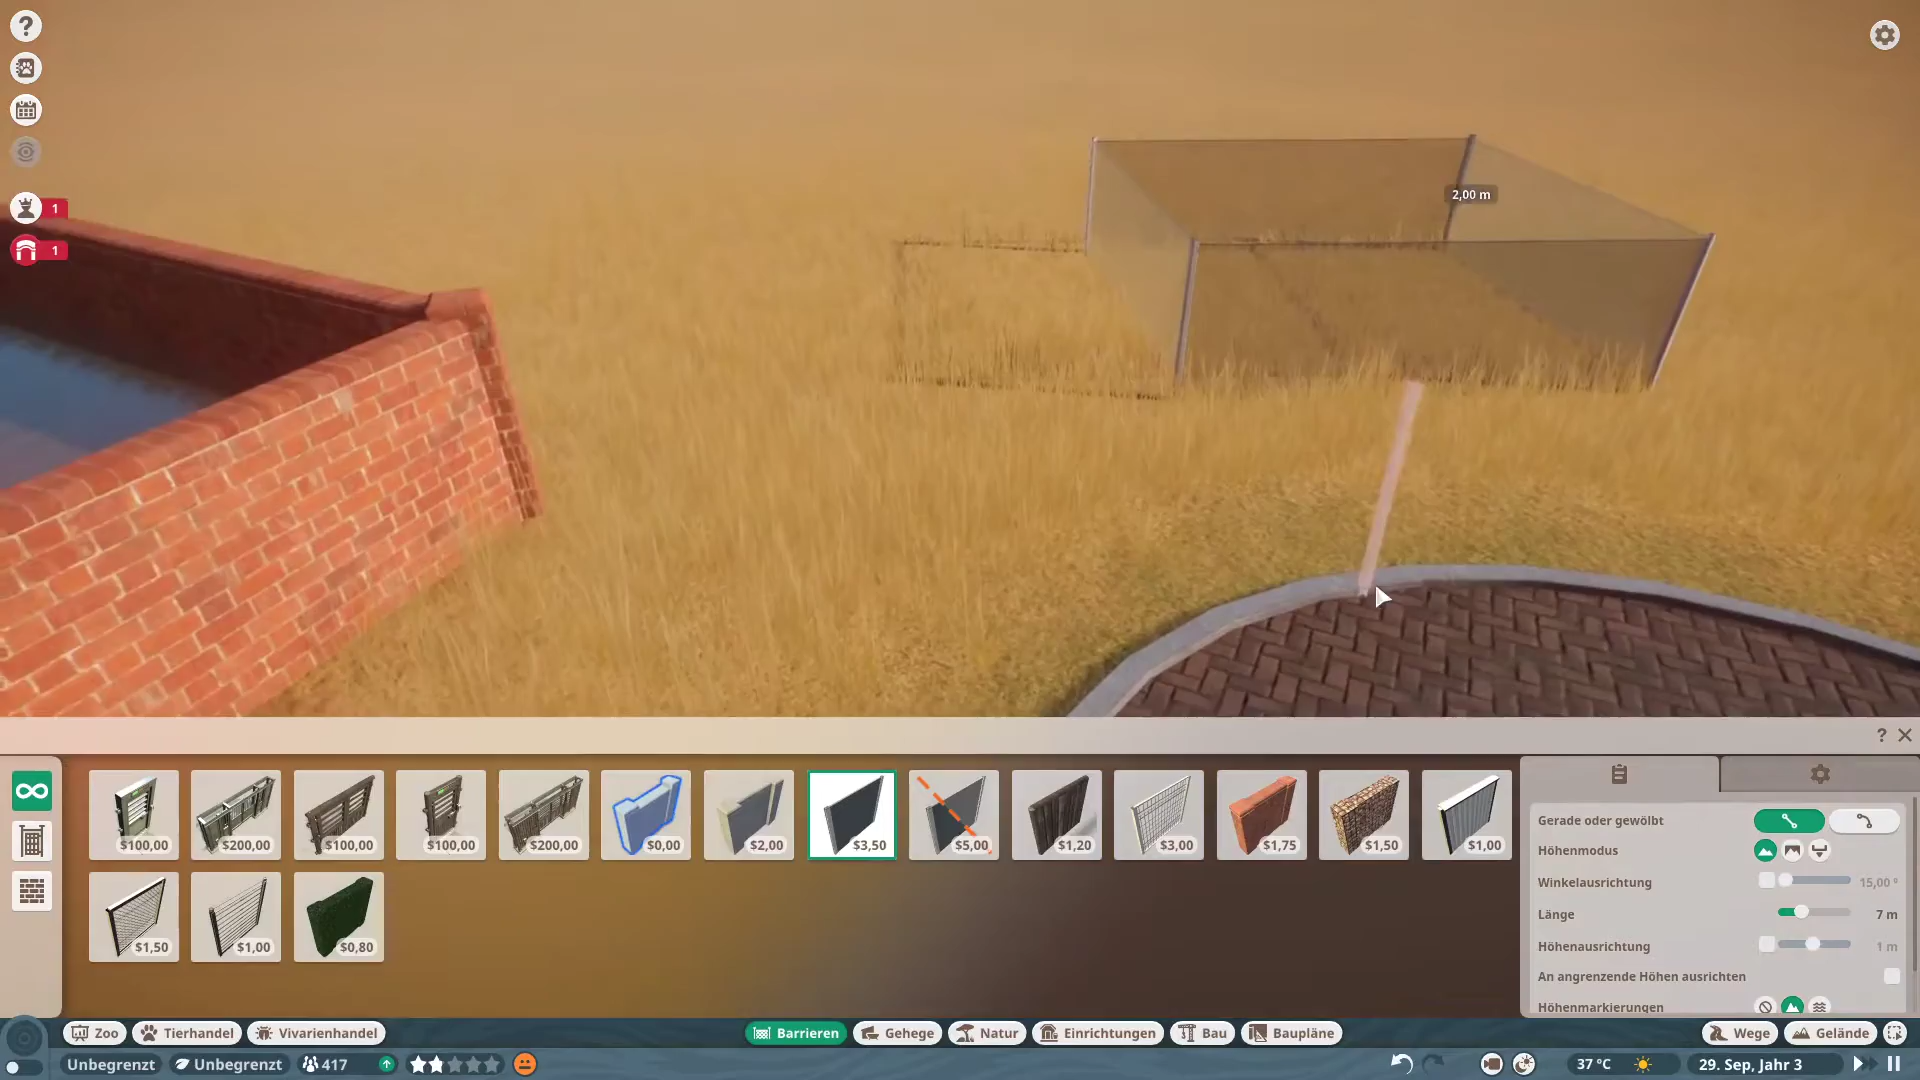 ?
1
1
2,00 m
?
$100,00
$200,00
$100,00
$100,00
$200,00
$0,00
$2,00
$3,50
$5,00
$1,20
$3,00
$1,75
$1,50
$1,00
$1,50
$1,00
$0,80
Gerade oder gewölbt
Höhenmodus
Winkelausrichtung 15,00 °
Länge 7 m
Höhenausrichtung 1 m
An angrenzende Höhen ausrichten
Höhenmarkierungen
Zoo Tierhandel Vivarienhandel Barrieren Gehege Natur Einrichtungen Bau Baupläne Wege Gelände
Unbegrenzt Unbegrenzt 417 37 °C 29. Sep, Jahr 3